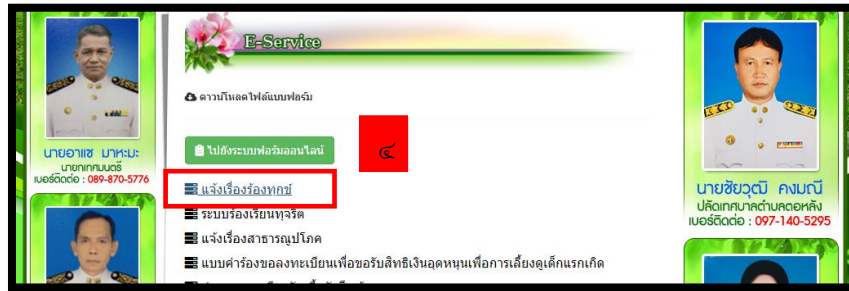 E-Service
ดาวน์โหลดไฟล์แบบฟอร์ม
ไปยังระบบฟอร์มออนไลน์
๔
แจ้งเรื่องร้องทุกข์
ระบบร้องเรียนทุจริต
แจ้งเรื่องสาธารณูปโภค
แบบคำร้องขอลงทะเบียนเพื่อขอรับสิทธิเงินอุดหนุนเพื่อการเลี้ยงดูเด็กแรกเกิด
นายอาแซ มาหะมะ
นายกเทศมนตรี
เบอร์ติดต่อ : 089-870-5776
นายชัยวุฒิ คงมณี
ปลัดเทศบาลตำบลตอหลัง
เบอร์ติดต่อ : 097-140-5295